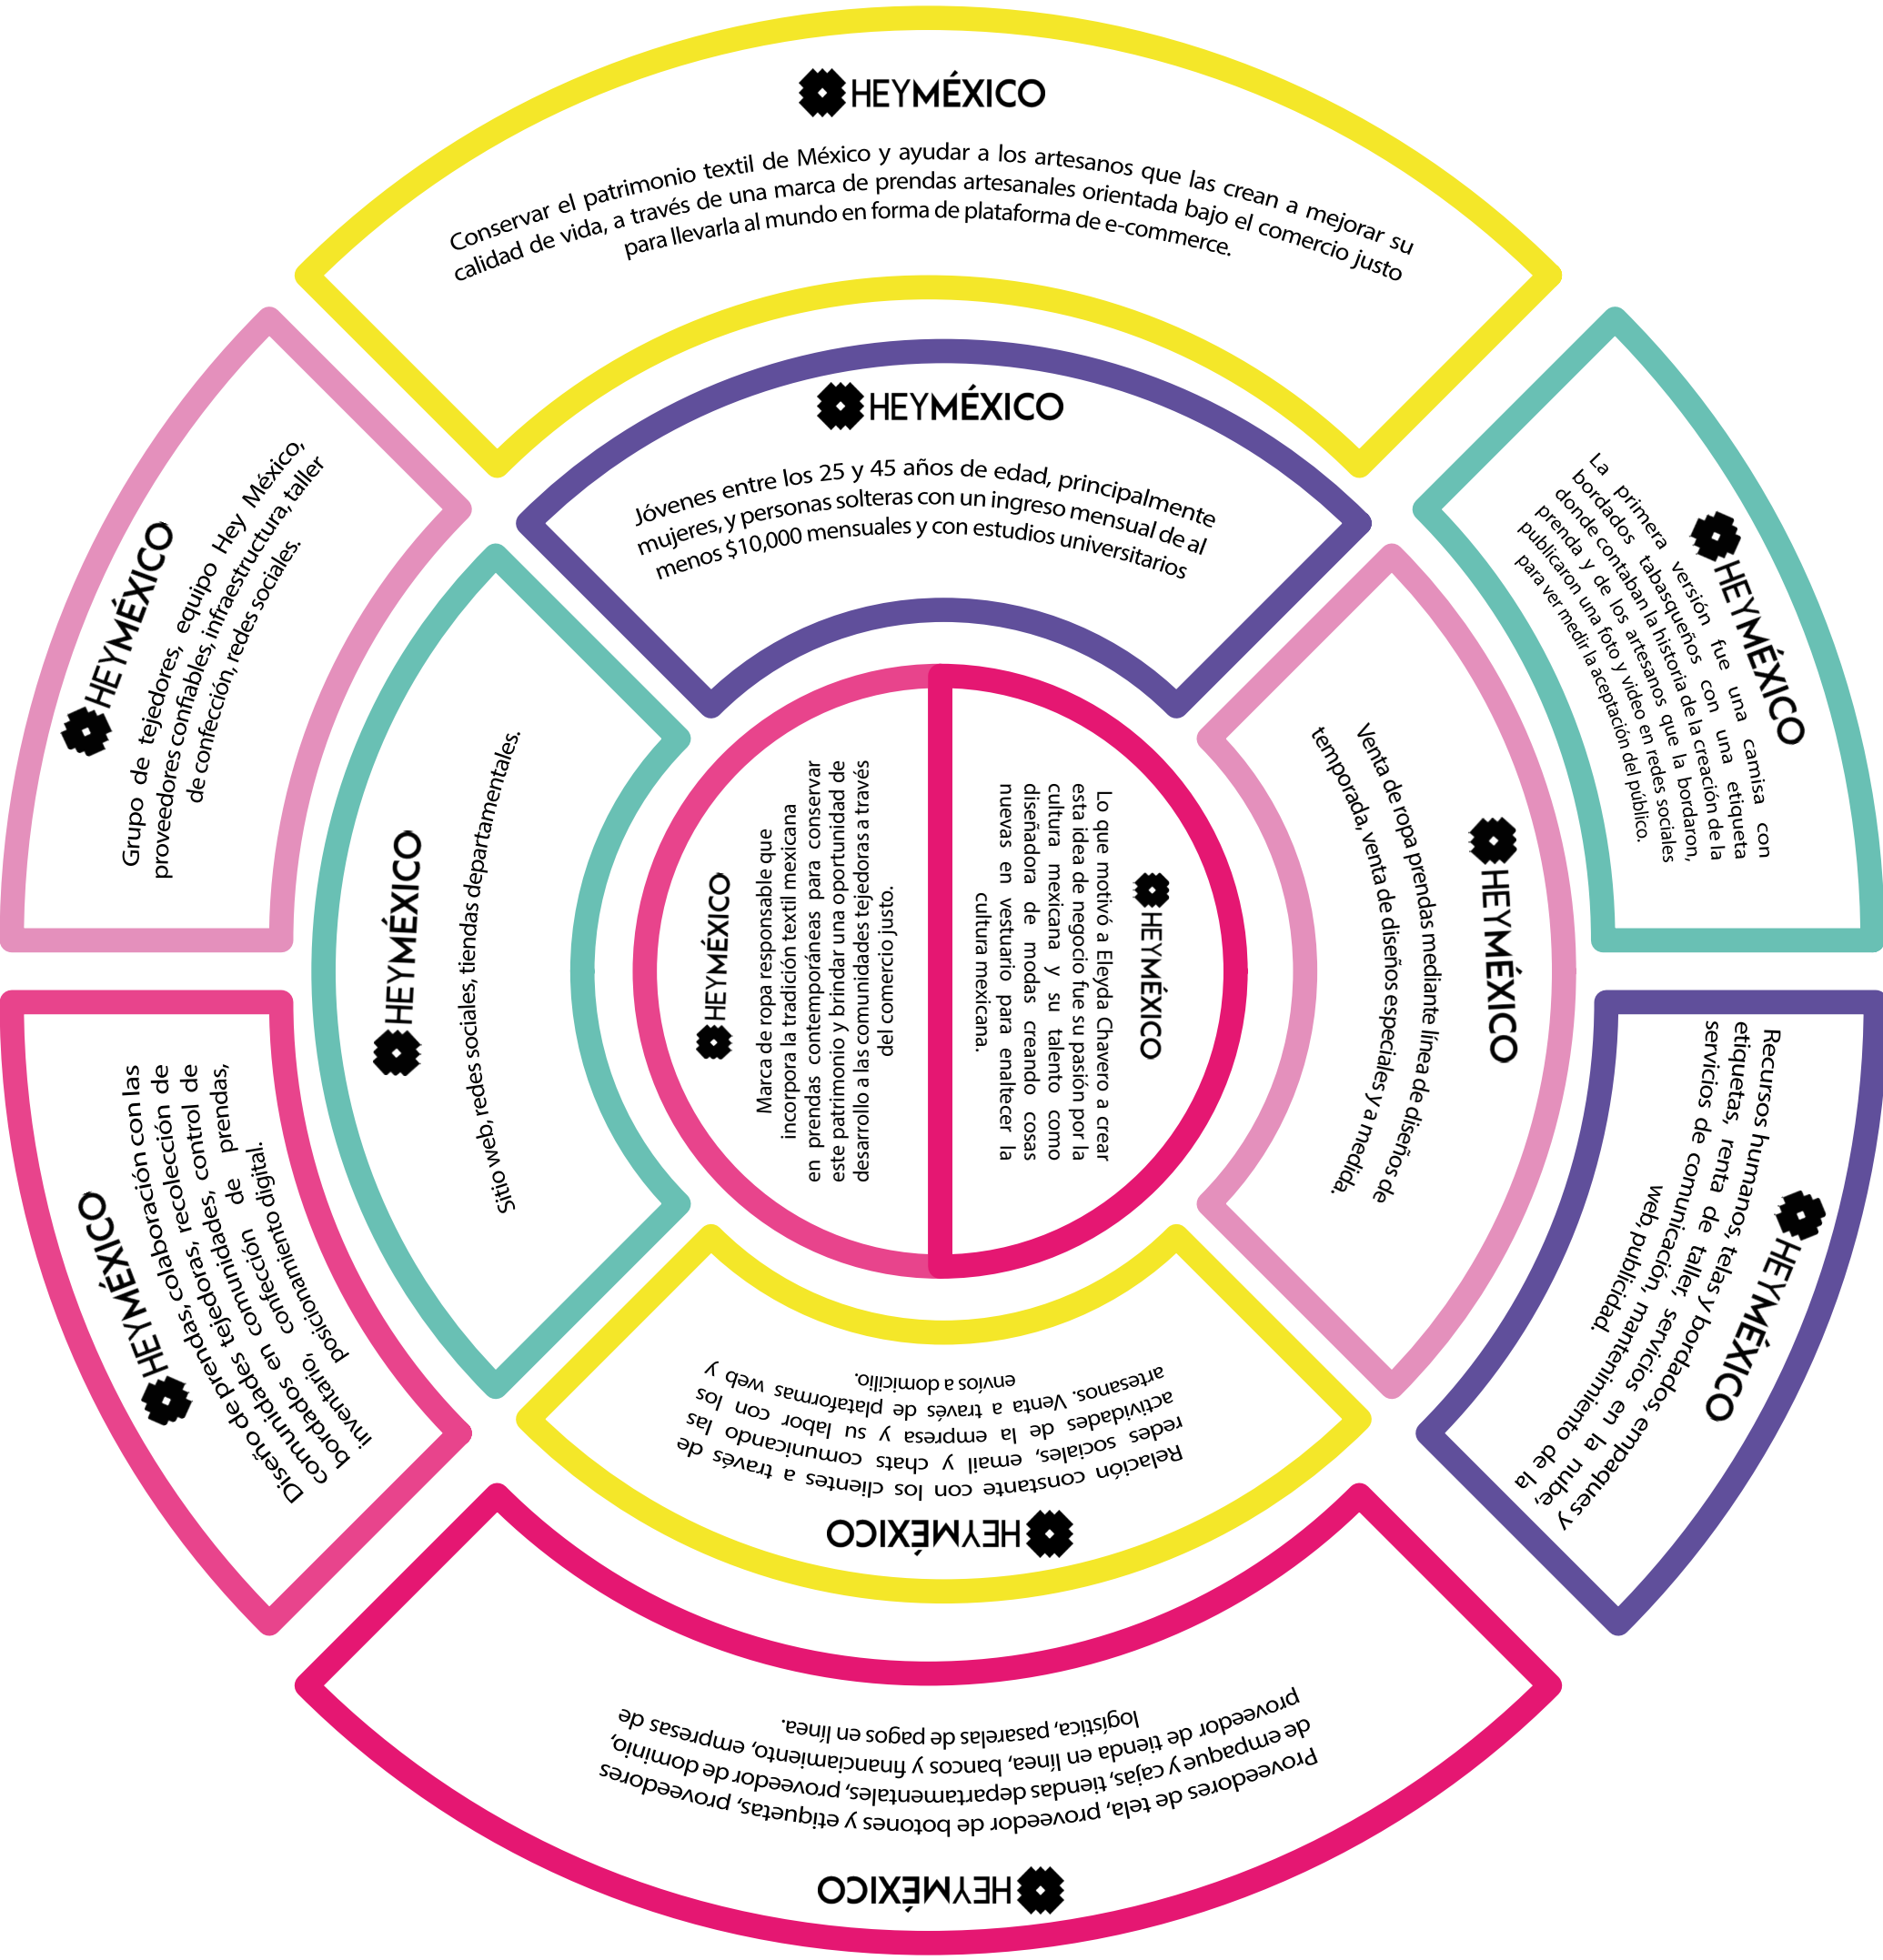 HEYMÉXICO
Conservar el patrimonio textil de México y ayudar a los artesanos que las crean a mejorar su
calidad de vida, a través de una marca de prendas artesanales orientada bajo el comercio justo
para llevarla al mundo en forma de plataforma de e-commerce.
HEYMÉXICO
La primera versión fue una camisa con
bordados tabasqueños con una etiqueta
donde contaban la historia de la creación de la
prenda y de los artesanos que la bordaron,
publicaron una foto y video en redes sociales
para ver medir la aceptación del público.
HEYMÉXICO
Recursos humanos, telas y bordados, empaques y
etiquetas, renta de taller, servicios en la nube,
servicios de comunicación, mantenimiento de la
web, publicidad.
HEYMÉXICO
Proveedores de tela, proveedor de botones y etiquetas, proveedores
de empaque y cajas, tiendas departamentales, proveedor de dominio,
proveedor de tienda en línea, bancos y financiamiento, empresas de
logística, pasarelas de pagos en línea.
HEYMÉXICO
Diseño de prendas, colaboración con las
comunidades tejedoras, recolección de
bordados en comunidades, control de
inventario, confección de prendas,
posicionamiento digital.
HEYMÉXICO
Grupo de tejedores, equipo Hey México,
proveedores confiables, infraestructura, taller
de confección, redes sociales.
HEYMÉXICO
Jóvenes entre los 25 y 45 años de edad, principalmente
mujeres, y personas solteras con un ingreso mensual de al
menos $10,000 mensuales y con estudios universitarios
HEYMÉXICO
Venta de ropa prendas mediante línea de diseños de
temporada, venta de diseños especiales y a medida.
HEYMÉXICO
Relación constante con los clientes a través de
redes sociales, email y chats comunicando las
actividades de la empresa y su labor con los
artesanos. Venta a través de plataformas web y
envíos a domicilio.
HEYMÉXICO
Sitio web, redes sociales, tiendas departamentales.
HEYMÉXICO
Marca de ropa responsable que
incorpora la tradición textil mexicana
en prendas contemporáneas para conservar
este patrimonio y brindar una oportunidad de
desarrollo a las comunidades tejedoras a través
del comercio justo.
HEYMÉXICO
Lo que motivó a Eleyda Chavero a crear
esta idea de negocio fue su pasión por la
cultura mexicana y su talento como
diseñadora de modas creando cosas
nuevas en vestuario para enaltecer la
cultura mexicana.